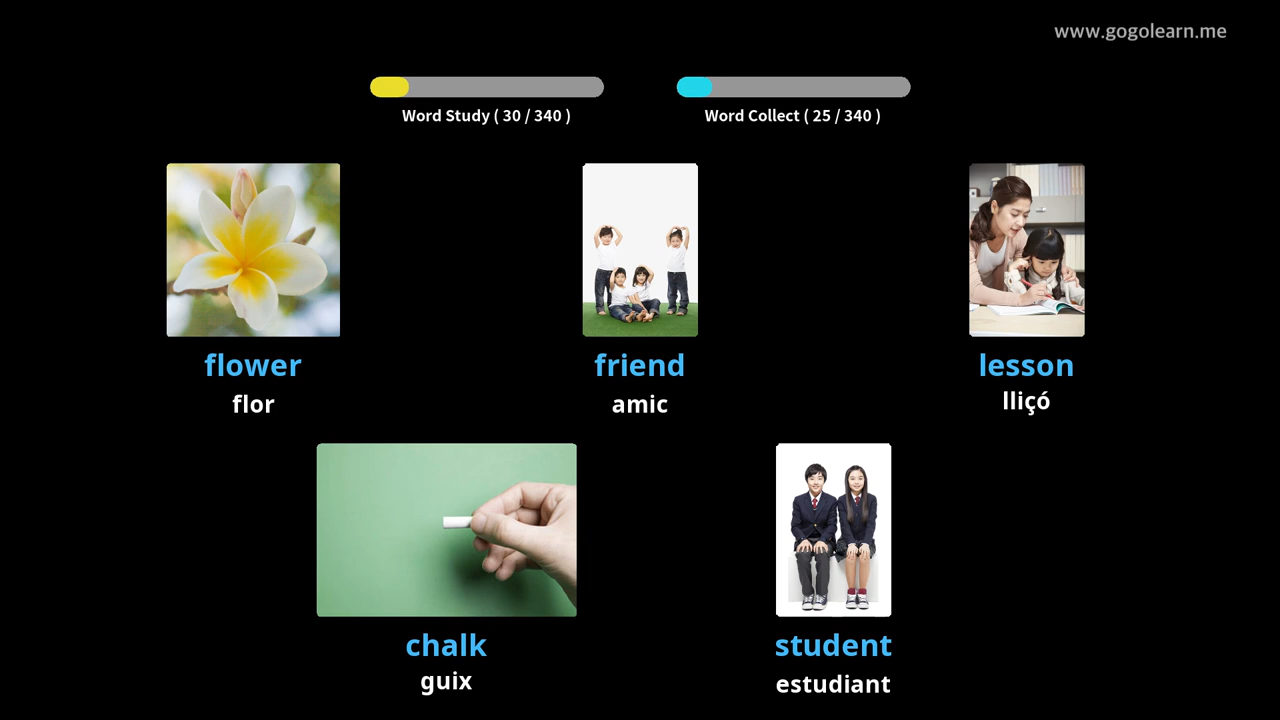 www.gogolearn.me
Word Study ( 30 / 340 )
Word Collect ( 25 / 340 )
flower
flor
friend
amic
lesson
lliçó
chalk
guix
student
estudiant